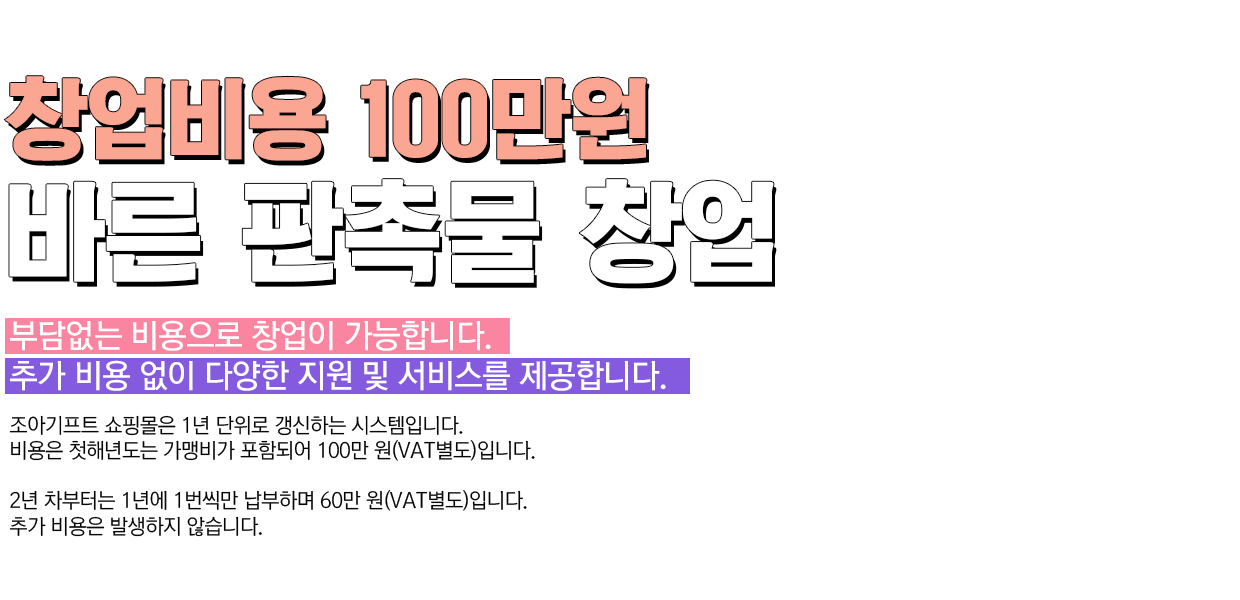 창업비용 100만원
바른 판촉물 창업
부담없는 비용으로 창업이 가능합니다.
추가 비용 없이 다양한 지원 및 서비스를 제공합니다.
조아기프트 쇼핑몰은 1년 단위로 갱신하는 시스템입니다.
비용은 첫해년도는 가맹비가 포함되어 100만 원(VAT별도)입니다.
2년 차부터는 1년에 1번씩만 납부하며 60만 원(VAT별도)입니다.
추가 비용은 발생하지 않습니다.